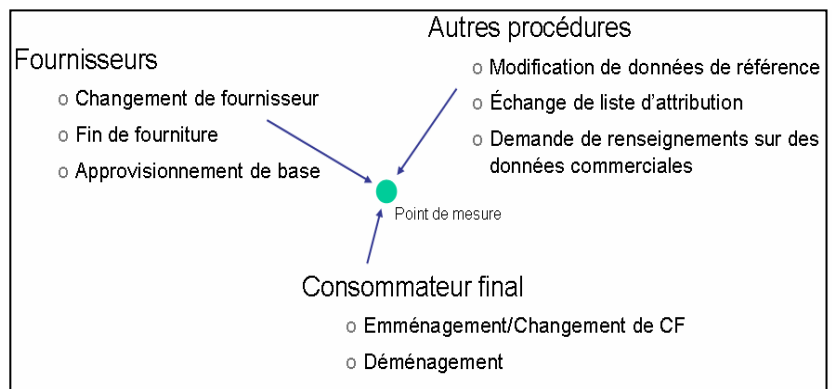 Fournisseurs
o Changement de fournisseur
o Fin de fourniture
o Approvisionnement de base
Autres procédures
o Modification de données de référence
o Échange de liste d'attribution
o Demande de renseignements sur des
données commerciales
Point de mesure
Consommateur final
o Emménagement/Changement de CF
o Déménagement